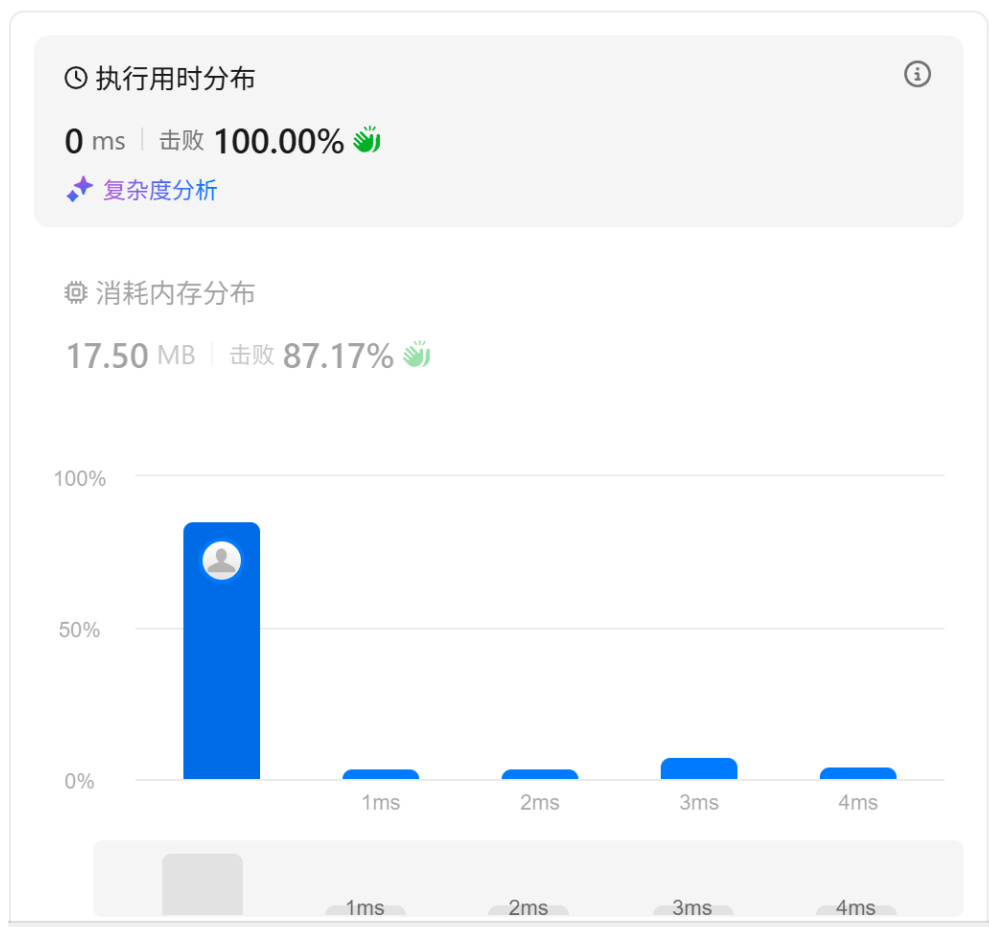 执行用时分布
0 ms 击败 100.00%
复杂度分析
消耗内存分布
17.50 MB 击败 87.17%
100%
50%
0%
1ms 2ms 3ms 4ms
1ms 2ms 3ms 4ms